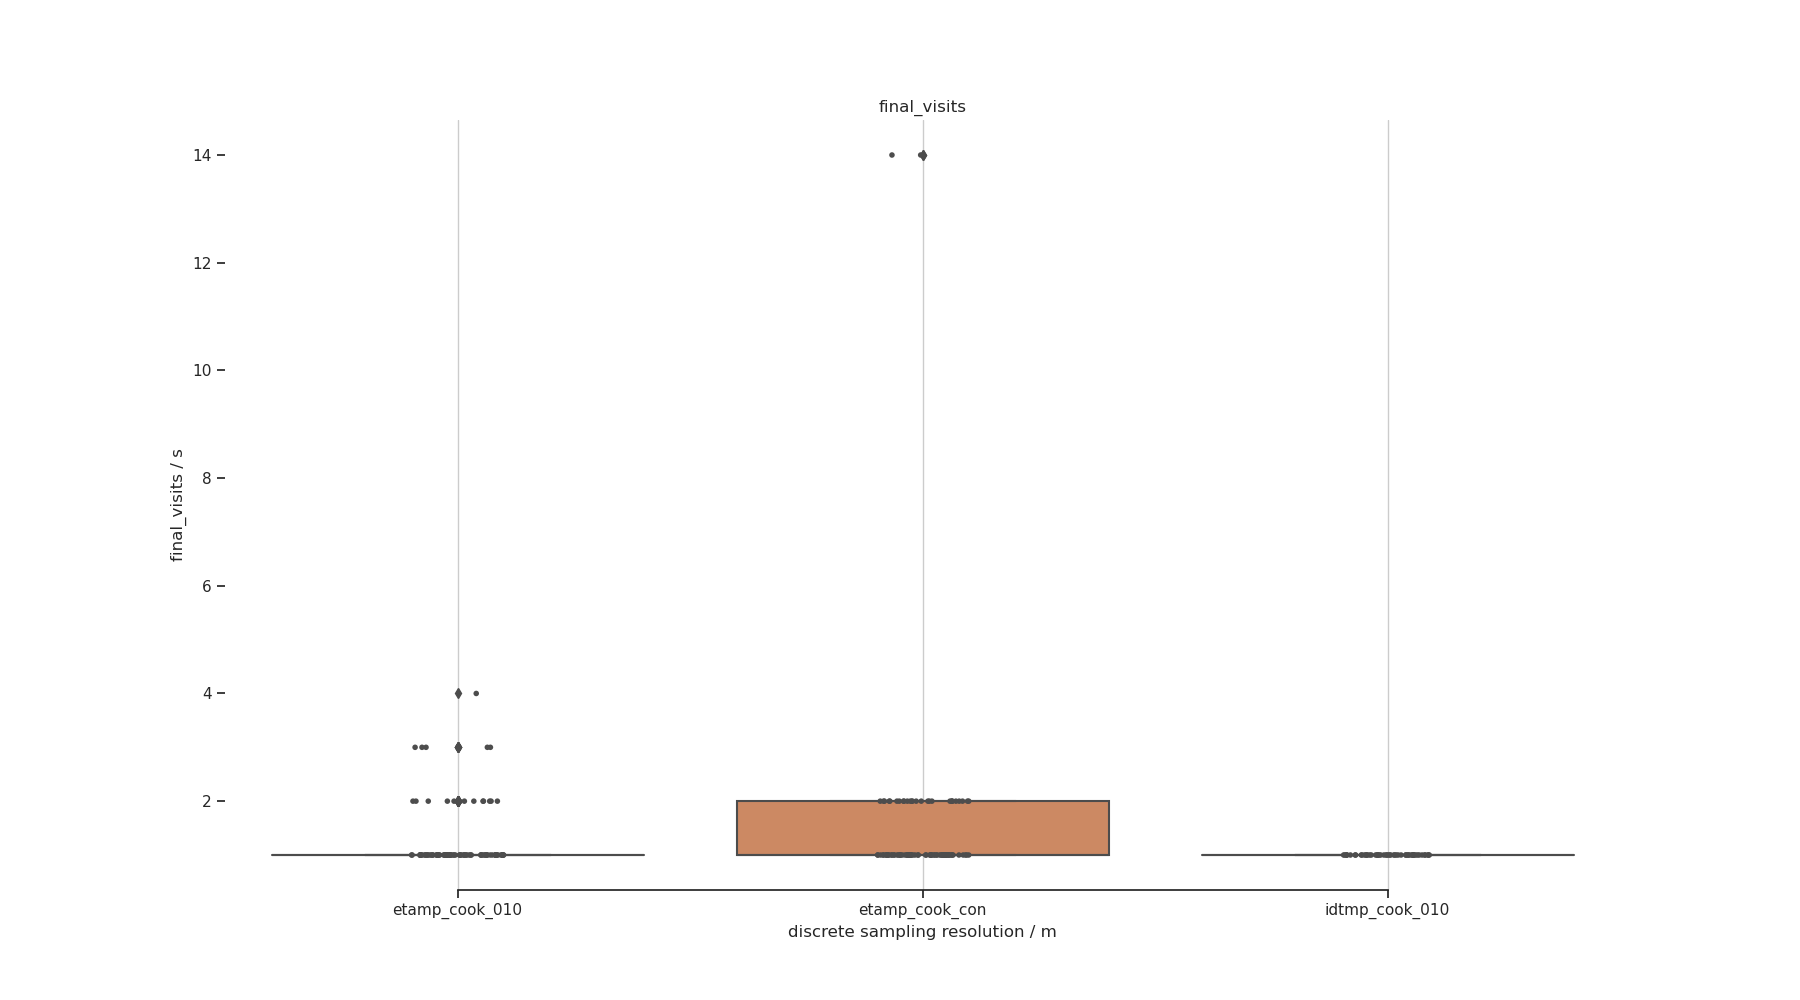 final_visits
14
12
10
8
6
4
2
final_visits / s
etamp_cook_010
etamp_cook_con
idtmp_cook_010
discrete sampling resolution / m